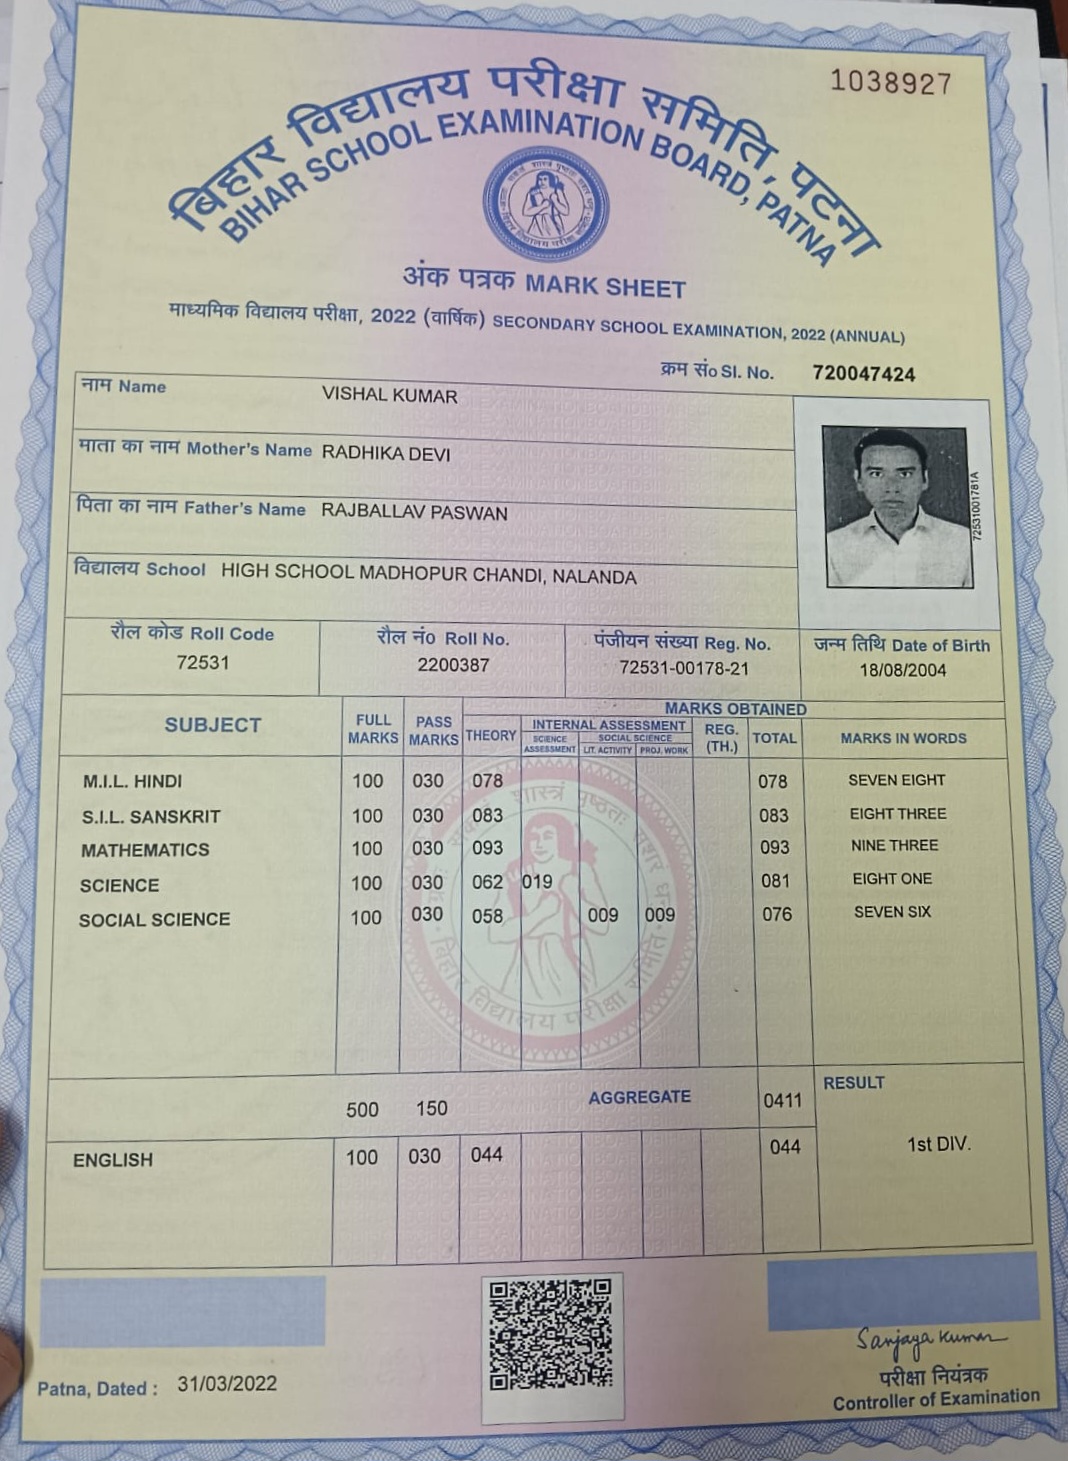 1038927
बिहार विद्यालय परीक्षा समिति, पटना
BIHAR SCHOOL EXAMINATION BOARD, PATNA
अंक पत्रक MARK SHEET
माध्यमिक विद्यालय परीक्षा, 2022 (वार्षिक) SECONDARY SCHOOL EXAMINATION, 2022 (ANNUAL)
क्रम सं० Sl. No. 720047424
नाम Name VISHAL KUMAR
माता का नाम Mother's Name RADHIKA DEVI
पिता का नाम Father's Name RAJBALLAV PASWAN
72531001781A
विद्यालय School HIGH SCHOOL MADHOPUR CHANDI, NALANDA
रौल कोड Roll Code रौल नं० Roll No. पंजीयन संख्या Reg. No. जन्म तिथि Date of Birth
72531 2200387 72531-00178-21 18/08/2004
SUBJECT FULL MARKS PASS MARKS MARKS OBTAINED
THEORY INTERNAL ASSESSMENT REG. (TH.) TOTAL MARKS IN WORDS
SCIENCE ASSESSMENT SOCIAL SCIENCE
LIT. ACTIVITY PROJ. WORK
M.I.L. HINDI 100 030 078 078 SEVEN EIGHT
S.I.L. SANSKRIT 100 030 083 083 EIGHT THREE
MATHEMATICS 100 030 093 093 NINE THREE
SCIENCE 100 030 062 019 081 EIGHT ONE
SOCIAL SCIENCE 100 030 058 009 009 076 SEVEN SIX
बिहार विद्यालय परीक्षा समिति
500 150 AGGREGATE 0411 RESULT
ENGLISH 100 030 044 044 1st DIV.
Sanjaya Kumar
परीक्षा नियंत्रक
Patna, Dated : 31/03/2022 Controller of Examination